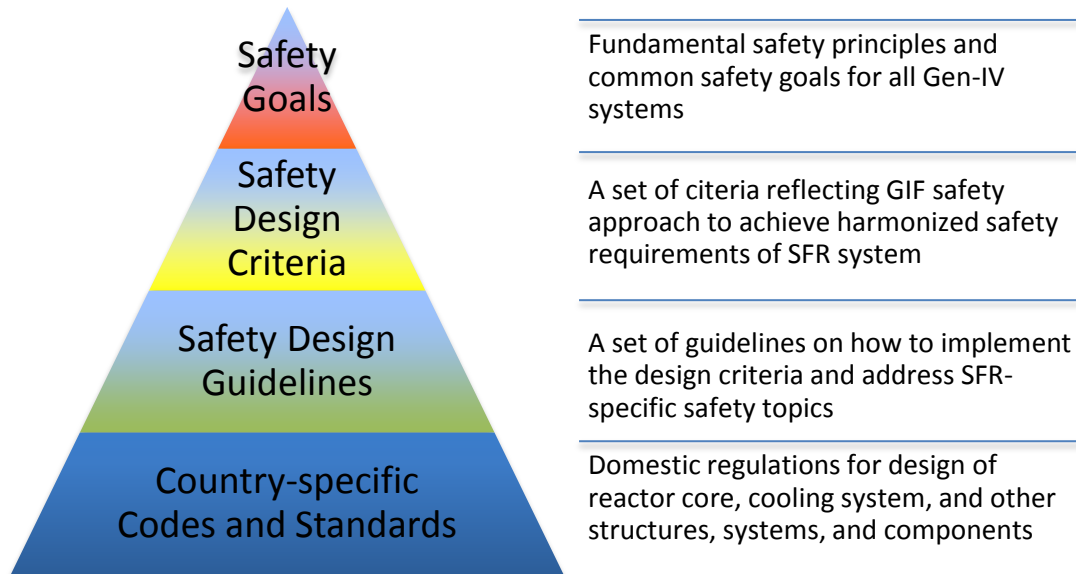 Safety
Goals
Fundamental safety principles and
common safety goals for all Gen-IV
systems
Safety
Design
Criteria
A set of citeria reflecting GIF safety
approach to achieve harmonized safety
requirements of SFR system
Safety Design
Guidelines
A set of guidelines on how to implement
the design criteria and address SFR-
specific safety topics
Country-specific
Codes and Standards
Domestic regulations for design of
reactor core, cooling system, and other
structures, systems, and components